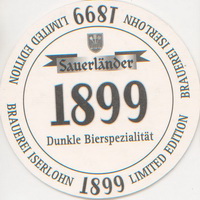 1899
LIMITED EDITION
BRAUEREI ISERLOHN
Sauerländer
1899
Dunkle Bierspezialität
BRAUEREI ISERLOHN
1899
LIMITED EDITION